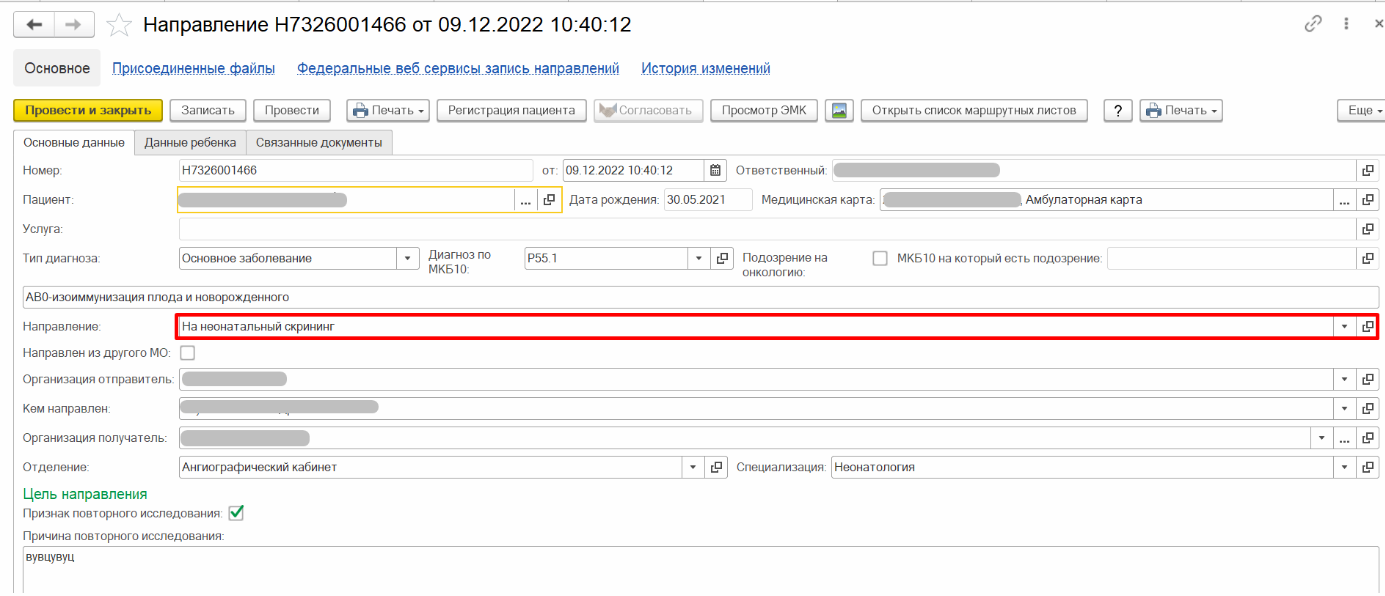 Направление Н7326001466 от 09.12.2022 10:40:12
Основное Присоединенные файлы Федеральные веб сервисы запись направлений История изменений
Провести и закрыть Записать Провести Печать Регистрация пациента Согласовать Просмотр ЭМК Открыть список маршрутных листов ? Печать Еще
Основные данные Данные ребенка Связанные документы
Номер: Н7326001466 от: 09.12.2022 10:40:12 Ответственный:
Пациент: ... Дата рождения: 30.05.2021 Медицинская карта: , Амбулаторная карта ...
Услуга:
Тип диагноза: Основное заболевание Диагноз по МКБ10: P55.1 Подозрение на онкологию: МКБ10 на который есть подозрение:
AB0-изоиммунизация плода и новорожденного
Направление: На неонатальный скрининг
Направлен из другого МО:
Организация отправитель:
Кем направлен:
Организация получатель: ...
Отделение: Ангиографический кабинет Специализация: Неонатология
Цель направления
Признак повторного исследования:
Причина повторного исследования:
вувцувуц